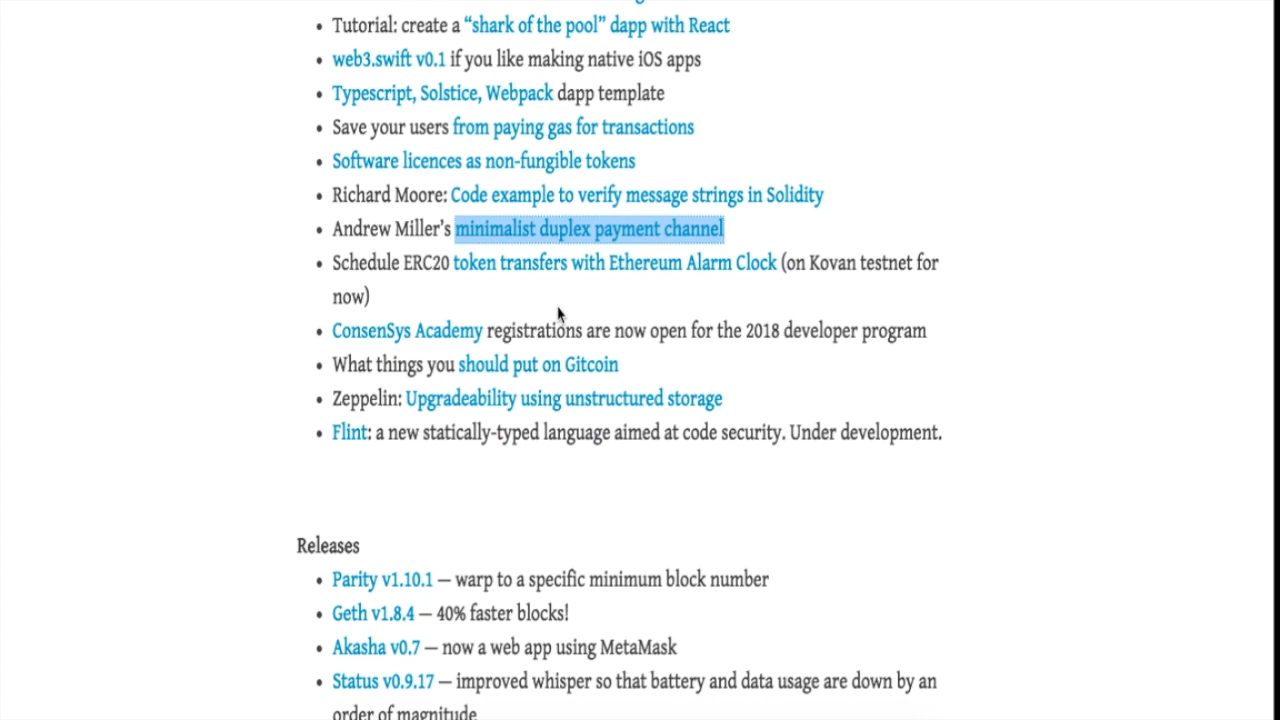 Tutorial: create a “shark of the pool” dapp with React
web3.swift v0.1 if you like making native iOS apps
Typescript, Solstice, Webpack dapp template
Save your users from paying gas for transactions
Software licences as non-fungible tokens
Richard Moore: Code example to verify message strings in Solidity
Andrew Miller’s minimalist duplex payment channel
Schedule ERC20 token transfers with Ethereum Alarm Clock (on Kovan testnet for
now)
ConsenSys Academy registrations are now open for the 2018 developer program
What things you should put on Gitcoin
Zeppelin: Upgradeability using unstructured storage
Flint: a new statically-typed language aimed at code security. Under development.
Releases
Parity v1.10.1 — warp to a specific minimum block number
Geth v1.8.4 — 40% faster blocks!
Akasha v0.7 — now a web app using MetaMask
Status v0.9.17 — improved whisper so that battery and data usage are down by an
order of magnitude